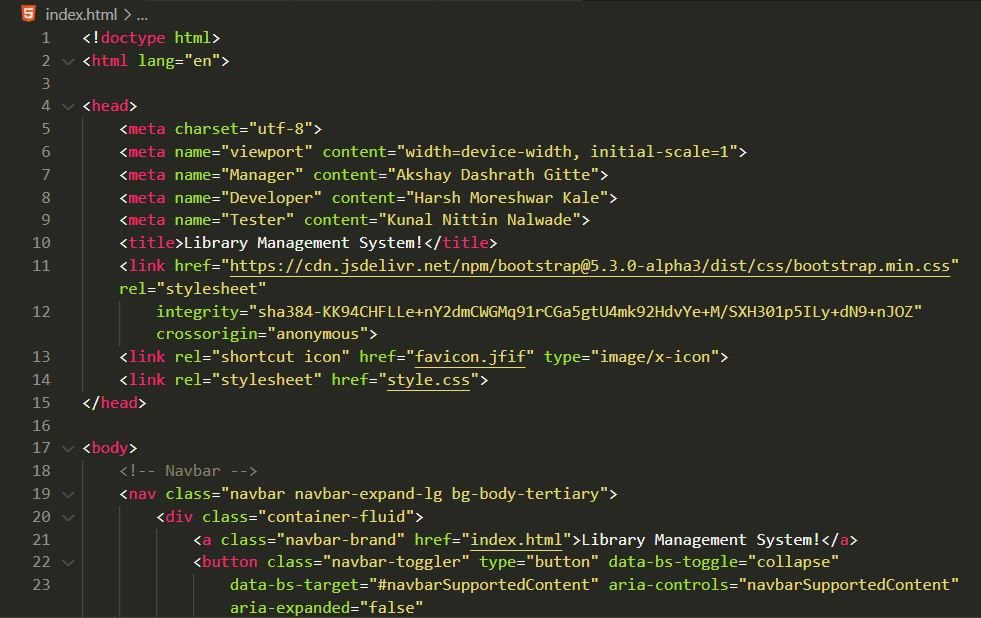 index.html > ...
1 <!doctype html>
2 <html lang="en">
3
4 <head>
5 <meta charset="utf-8">
6 <meta name="viewport" content="width=device-width, initial-scale=1">
7 <meta name="Manager" content="Akshay Dashrath Gitte">
8 <meta name="Developer" content="Harsh Moreshwar Kale">
9 <meta name="Tester" content="Kunal Nittin Nalwade">
10 <title>Library Management System!</title>
11 <link href="https://cdn.jsdelivr.net/npm/bootstrap@5.3.0-alpha3/dist/css/bootstrap.min.css"
rel="stylesheet"
12 integrity="sha384-KK94CHFLLe+nY2dmCWGMq91rCGa5gtU4mk92HdvYe+M/SXH301p5ILy+dN9+nJOZ"
crossorigin="anonymous">
13 <link rel="shortcut icon" href="favicon.jfif" type="image/x-icon">
14 <link rel="stylesheet" href="style.css">
15 </head>
16
17 <body>
18 <!-- Navbar -->
19 <nav class="navbar navbar-expand-lg bg-body-tertiary">
20 <div class="container-fluid">
21 <a class="navbar-brand" href="index.html">Library Management System!</a>
22 <button class="navbar-toggler" type="button" data-bs-toggle="collapse"
23 data-bs-target="#navbarSupportedContent" aria-controls="navbarSupportedContent"
aria-expanded="false"